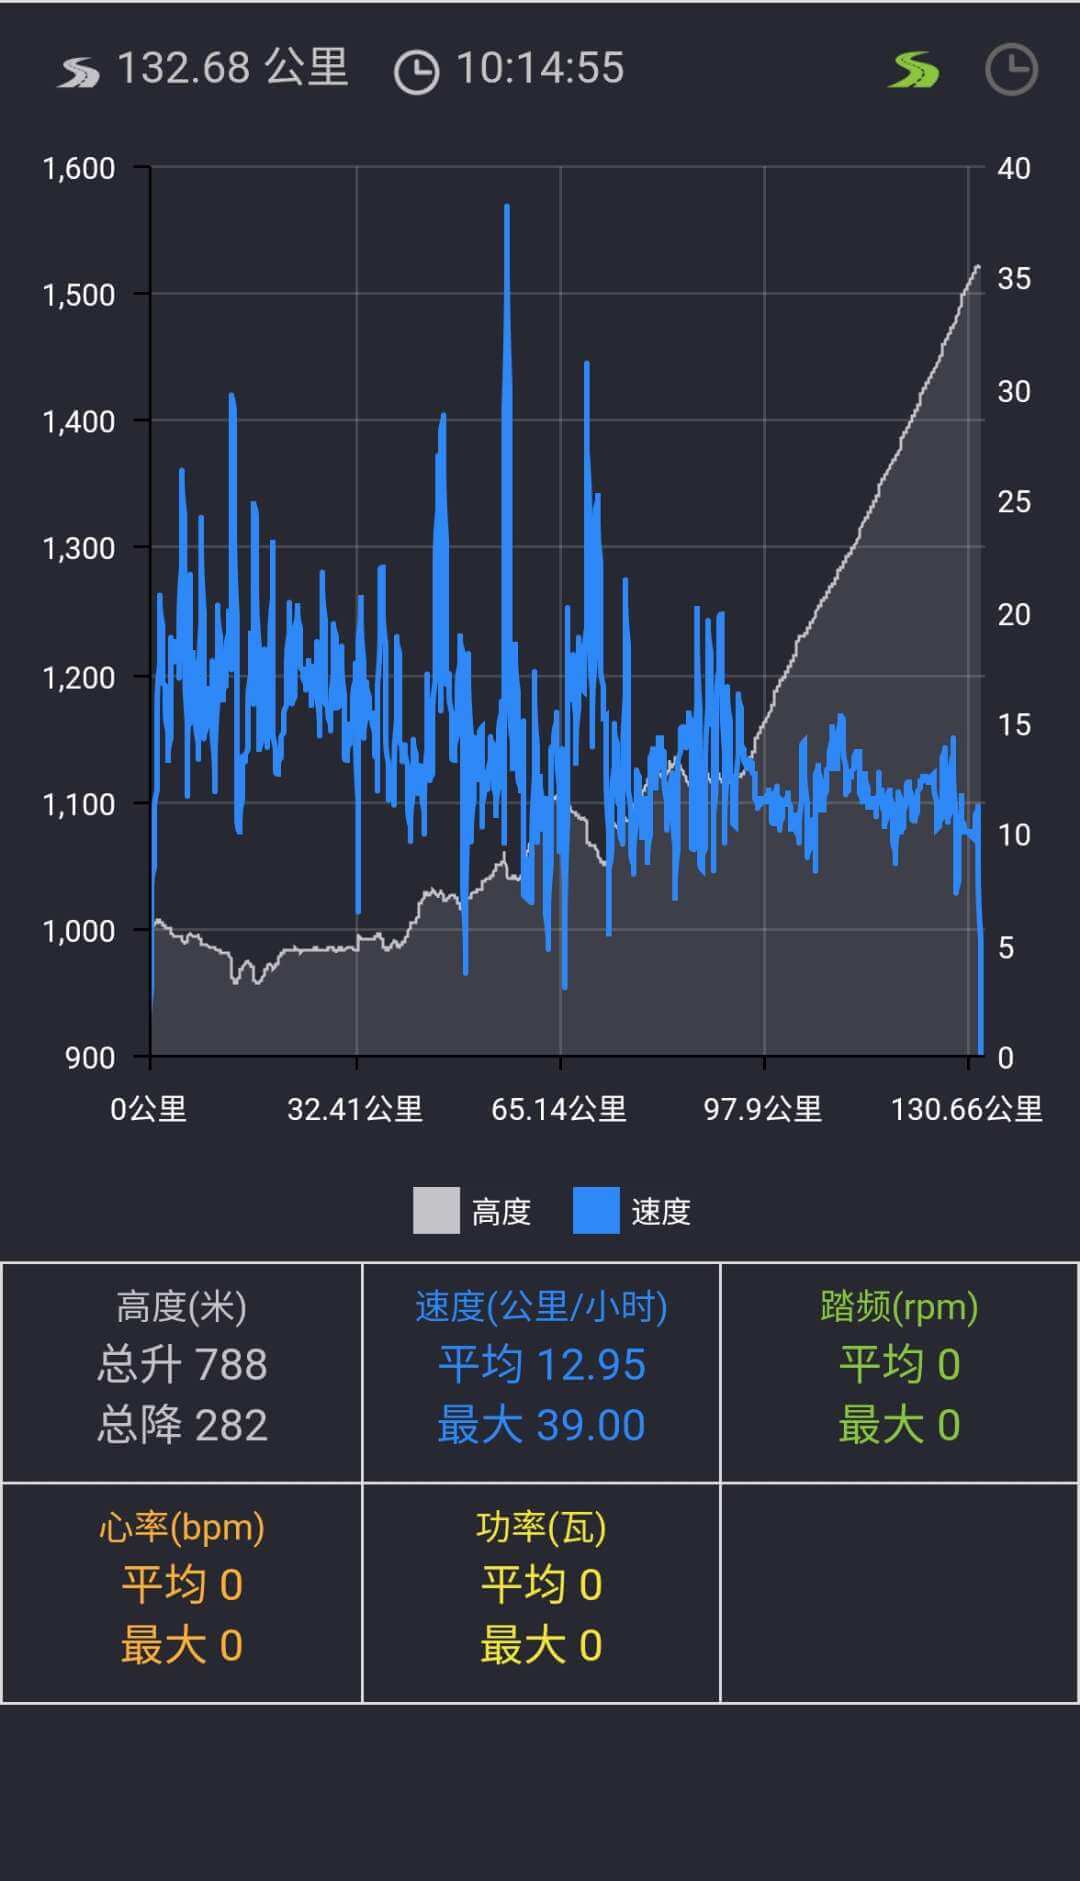 132.68 公里 10:14:55
1,600 40
1,500 35
1,400 30
1,300 25
1,200 20
1,100 15
1,000 10
900 5
0
0公里 32.41公里 65.14公里 97.9公里 130.66公里
高度 速度
高度(米)
总升 788
总降 282
速度(公里/小时)
平均 12.95
最大 39.00
踏频(rpm)
平均 0
最大 0
心率(bpm)
平均 0
最大 0
功率(瓦)
平均 0
最大 0